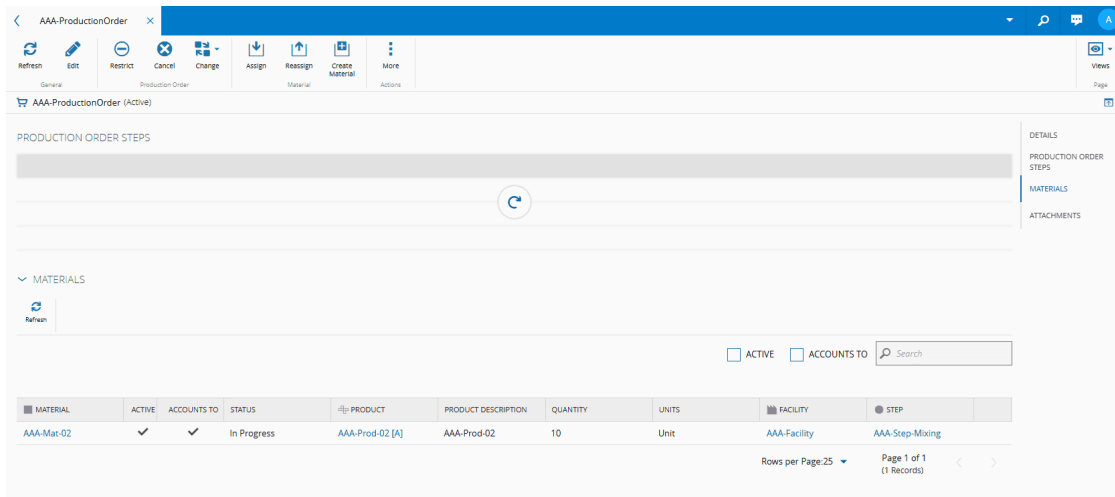 AAA-ProductionOrder
A
Refresh Edit Restrict Cancel Change Assign Reassign Create Material More Views
General Production Order Material Actions Page
AAA-ProductionOrder (Active)
PRODUCTION ORDER STEPS
DETAILS
PRODUCTION ORDER
STEPS
MATERIALS
ATTACHMENTS
MATERIALS
Refresh
ACTIVE ACCOUNTS TO Search
MATERIAL ACTIVE ACCOUNTS TO STATUS PRODUCT PRODUCT DESCRIPTION QUANTITY UNITS FACILITY STEP
AAA-Mat-02 In Progress AAA-Prod-02 [A] AAA-Prod-02 10 Unit AAA-Facility AAA-Step-Mixing
Rows per Page:25 Page 1 of 1
(1 Records)